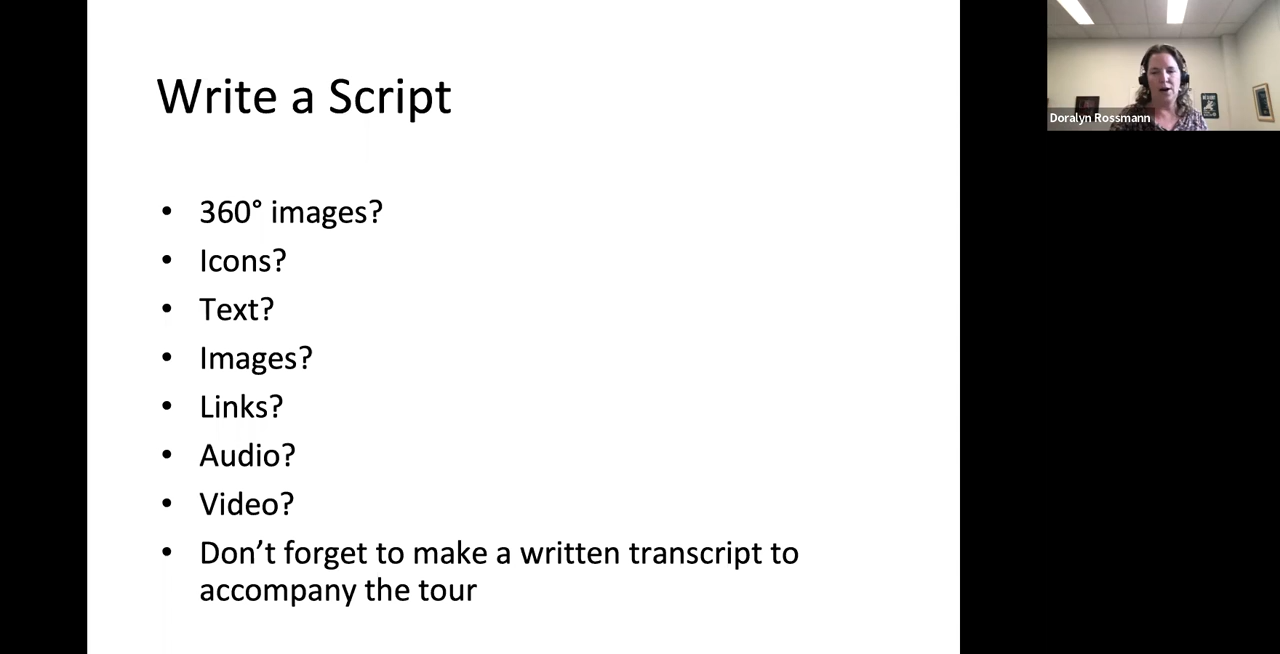 Write a Script
• 360° images?
• Icons?
• Text?
• Images?
• Links?
• Audio?
• Video?
• Don’t forget to make a written transcript to
accompany the tour
Doralyn Rossmann